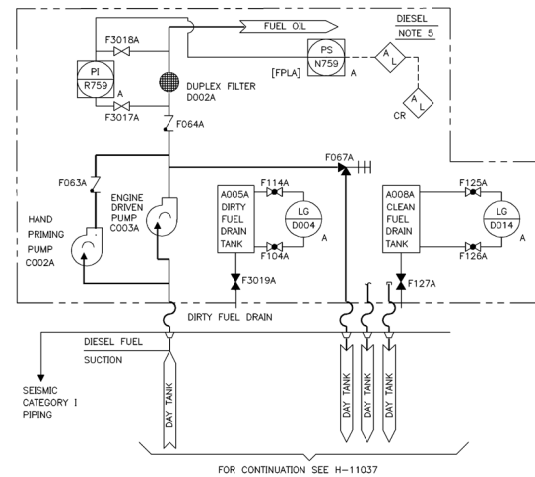 FUEL OIL
DIESEL
NOTE 5
F3018A
PI
R759
A
F3017A
DUPLEX FILTER
D002A
PS
N759
[FPLA]
A
A
L
A
L
CR
F064A
F067A
F063A
HAND
PRIMING
PUMP
C002A
ENGINE
DRIVEN
PUMP
C003A
A005A
DIRTY
FUEL
DRAIN
TANK
F114A
LG
D004
A
F104A
F3019A
A008A
CLEAN
FUEL
DRAIN
TANK
F125A
LG
D014
A
F126A
F127A
DIRTY FUEL DRAIN
DIESEL FUEL
SUCTION
SEISMIC
CATEGORY I
PIPING
DAY TANK
DAY TANK
DAY TANK
DAY TANK
FOR CONTINUATION SEE H-11037